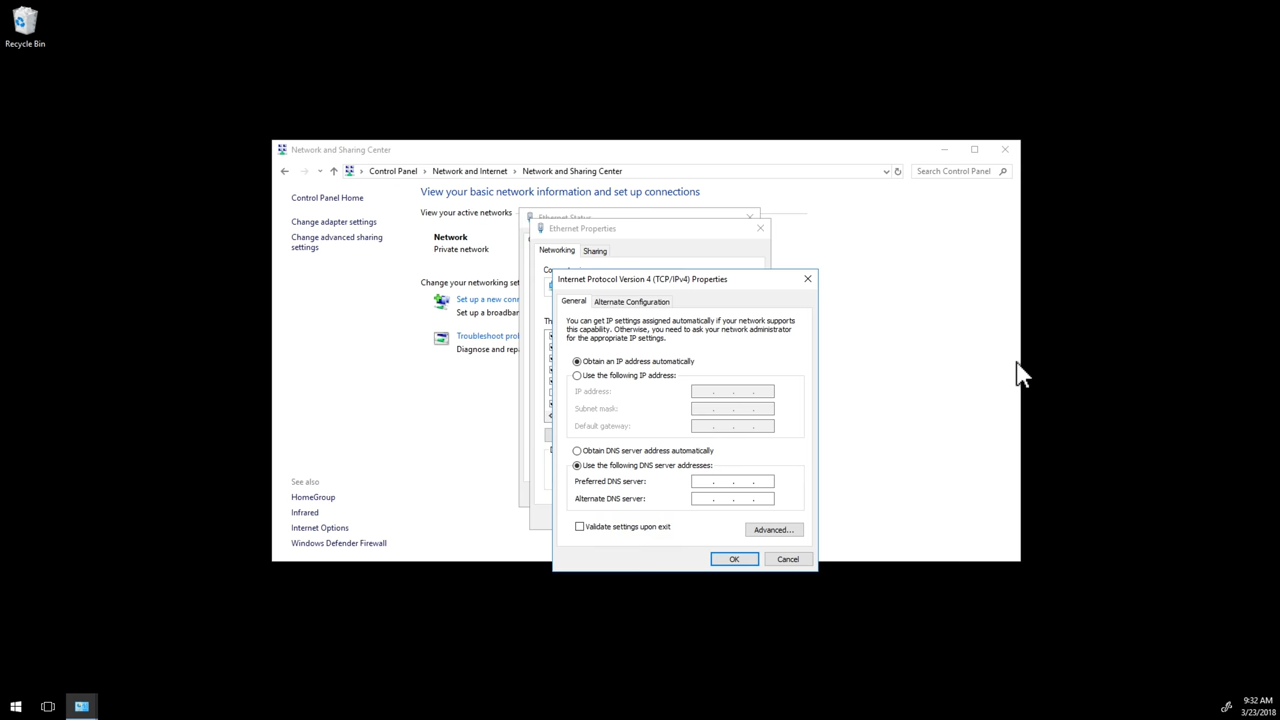 Recycle Bin
Network and Sharing Center
Control Panel Network and Internet Network and Sharing Center Search Control Panel
Control Panel Home
Change adapter settings
Change advanced sharing
settings
View your basic network information and set up connections
View your active networks
Network
Private network
Change your networking set
Set up a new conn
Set up a broadba
Troubleshoot prol
Diagnose and repa
See also
HomeGroup
Infrared
Internet Options
Windows Defender Firewall
Ethernet Status
Ethernet Properties
Networking Sharing
Internet Protocol Version 4 (TCP/IPv4) Properties
General Alternate Configuration
You can get IP settings assigned automatically if your network supports
this capability. Otherwise, you need to ask your network administrator
for the appropriate IP settings.
Obtain an IP address automatically
Use the following IP address:
IP address:
Subnet mask:
Default gateway:
Obtain DNS server address automatically
Use the following DNS server addresses:
Preferred DNS server:
Alternate DNS server:
Validate settings upon exit
Advanced...
OK Cancel
9:32 AM
3/23/2018